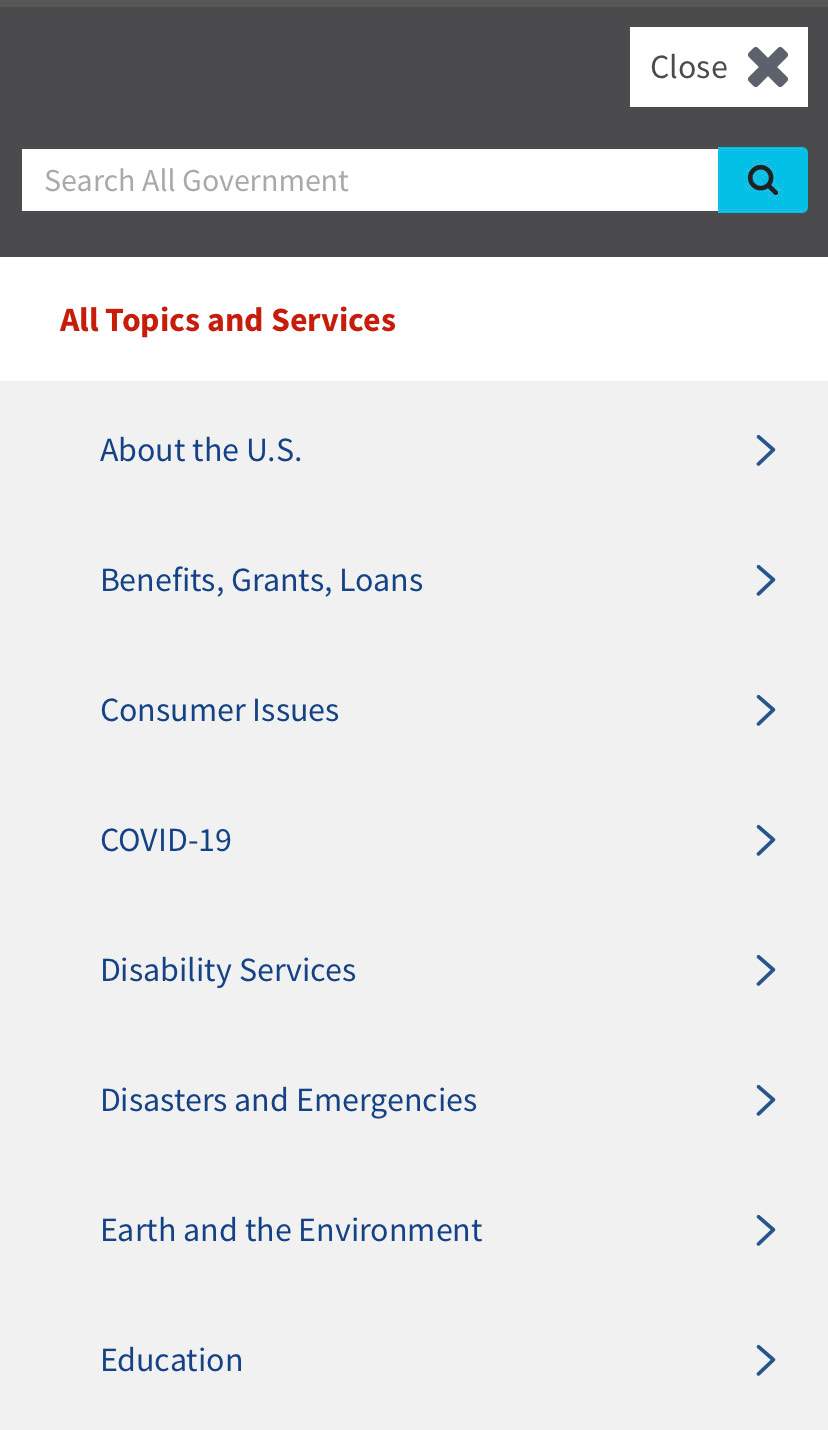 Close
Search All Government
All Topics and Services
About the U.S.
Benefits, Grants, Loans
Consumer Issues
COVID-19
Disability Services
Disasters and Emergencies
Earth and the Environment
Education